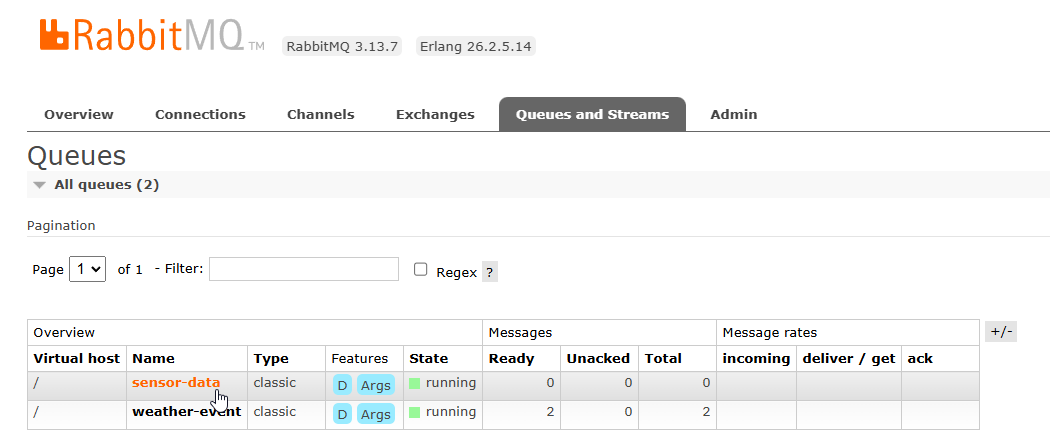 RabbitMQ TM RabbitMQ 3.13.7 Erlang 26.2.5.14
Overview Connections Channels Exchanges Queues and Streams Admin
Queues
All queues (2)
Pagination
Page 1 of 1 - Filter: Regex ?
Overview Messages Message rates +/-
Virtual host Name Type Features State Ready Unacked Total incoming deliver / get ack
/ sensor-data classic D Args running 0 0 0
/ weather-event classic D Args running 2 0 2